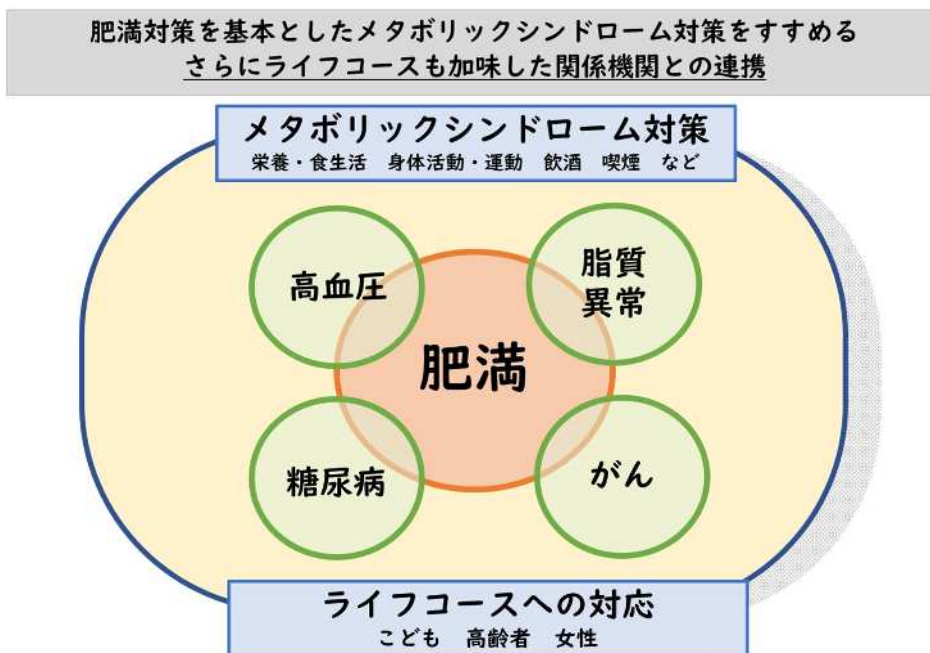 肥満対策を基本としたメタボリックシンドローム対策をすすめる
さらにライフコースも加味した関係機関との連携
メタボリックシンドローム対策
栄養・食生活　身体活動・運動　飲酒　喫煙　など
高血圧
脂質
異常
肥満
糖尿病
がん
ライフコースへの対応
こども　高齢者　女性